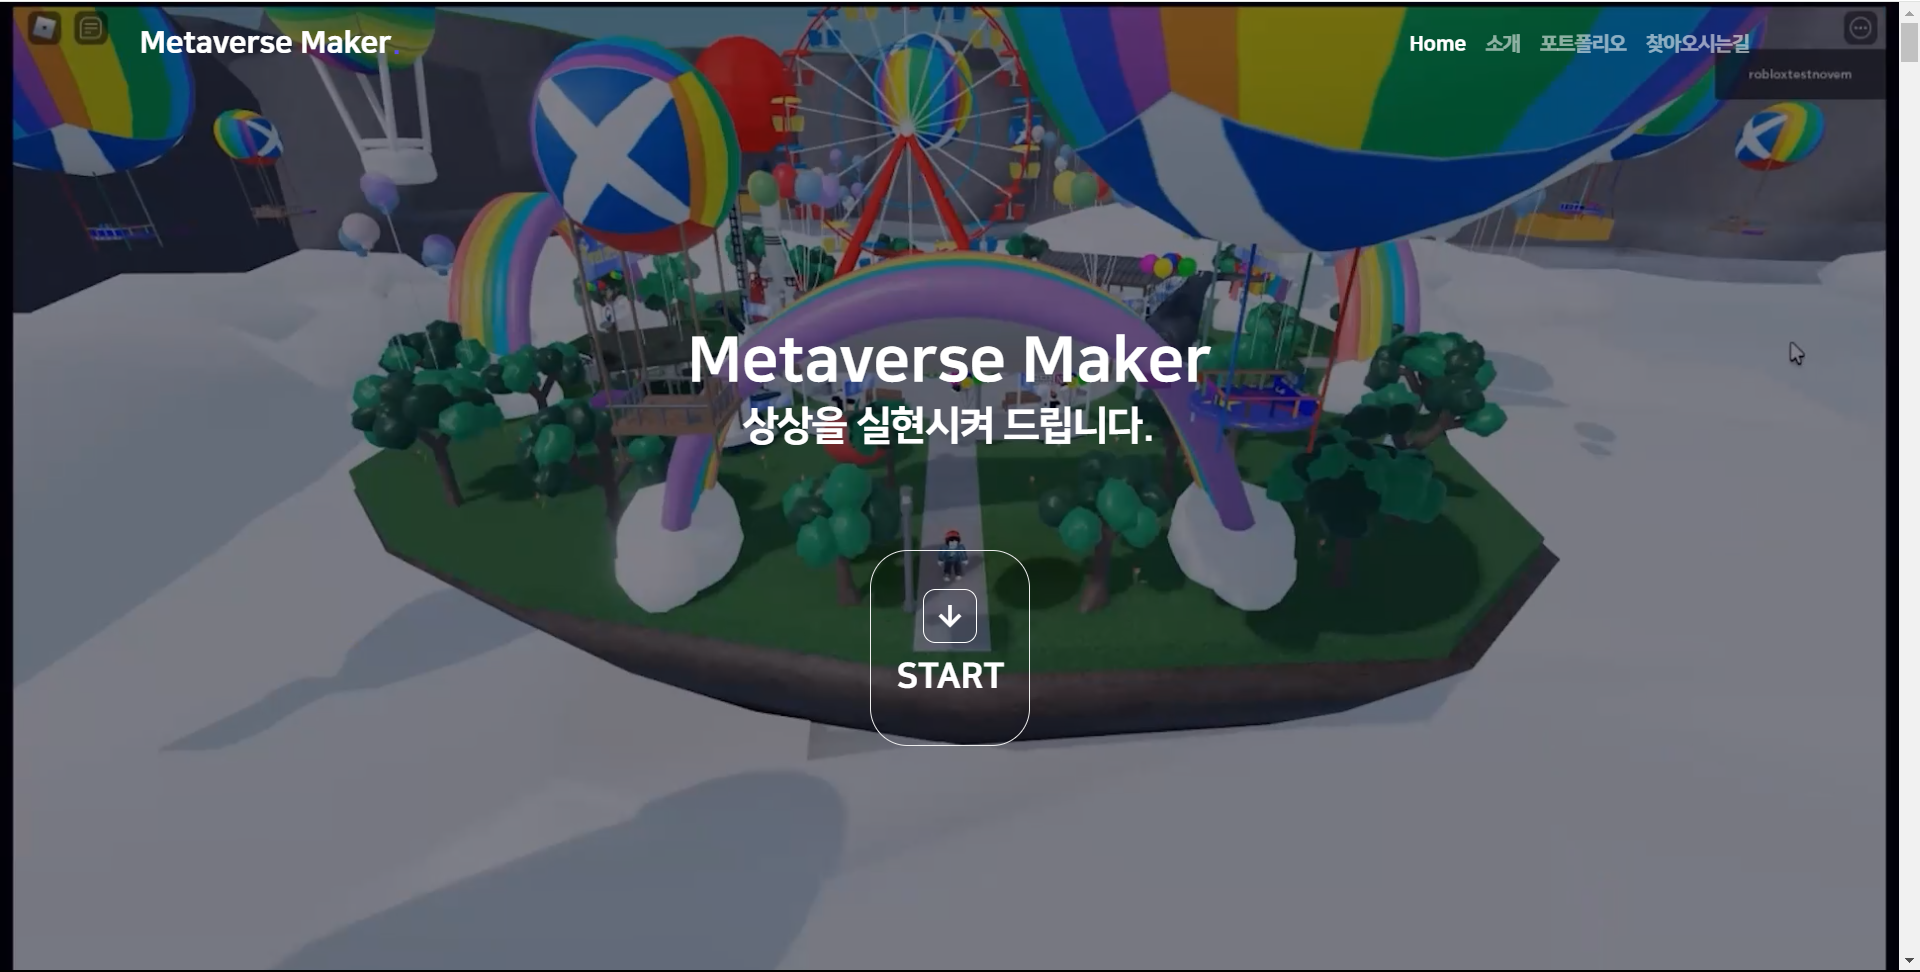 Metaverse Maker.
Home 소개 포트폴리오 찾아오시는길
robloxtestnovem
Metaverse Maker
상상을 실현시켜 드립니다.
START